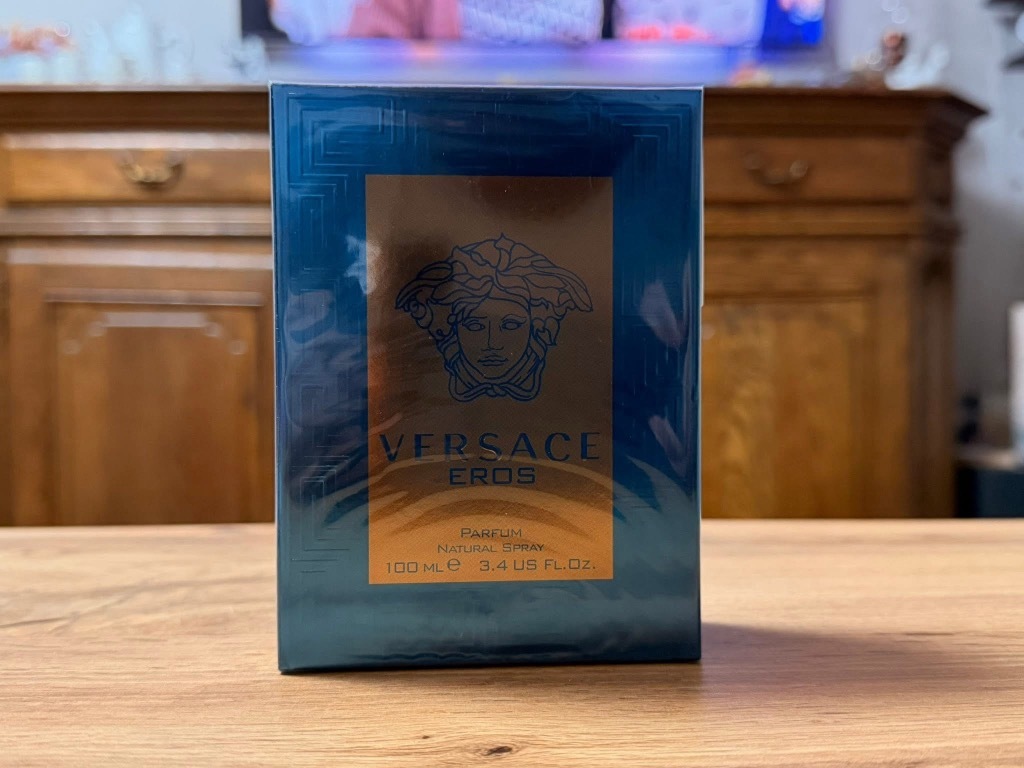 VERSACE
EROS
PARFUM
NATURAL SPRAY
100 ML e 3.4 US FL.OZ.